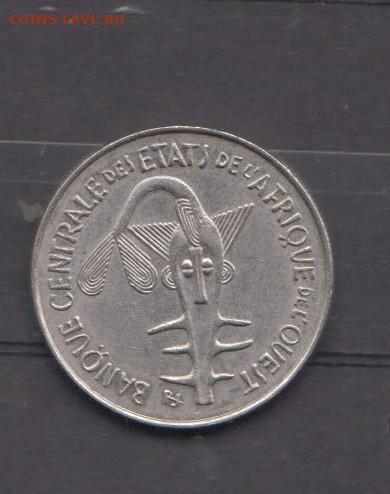 COINS.LAVE.RU
BANQUE CENTRALE DES ETATS DE L'AFRIQUE DE L'OUEST